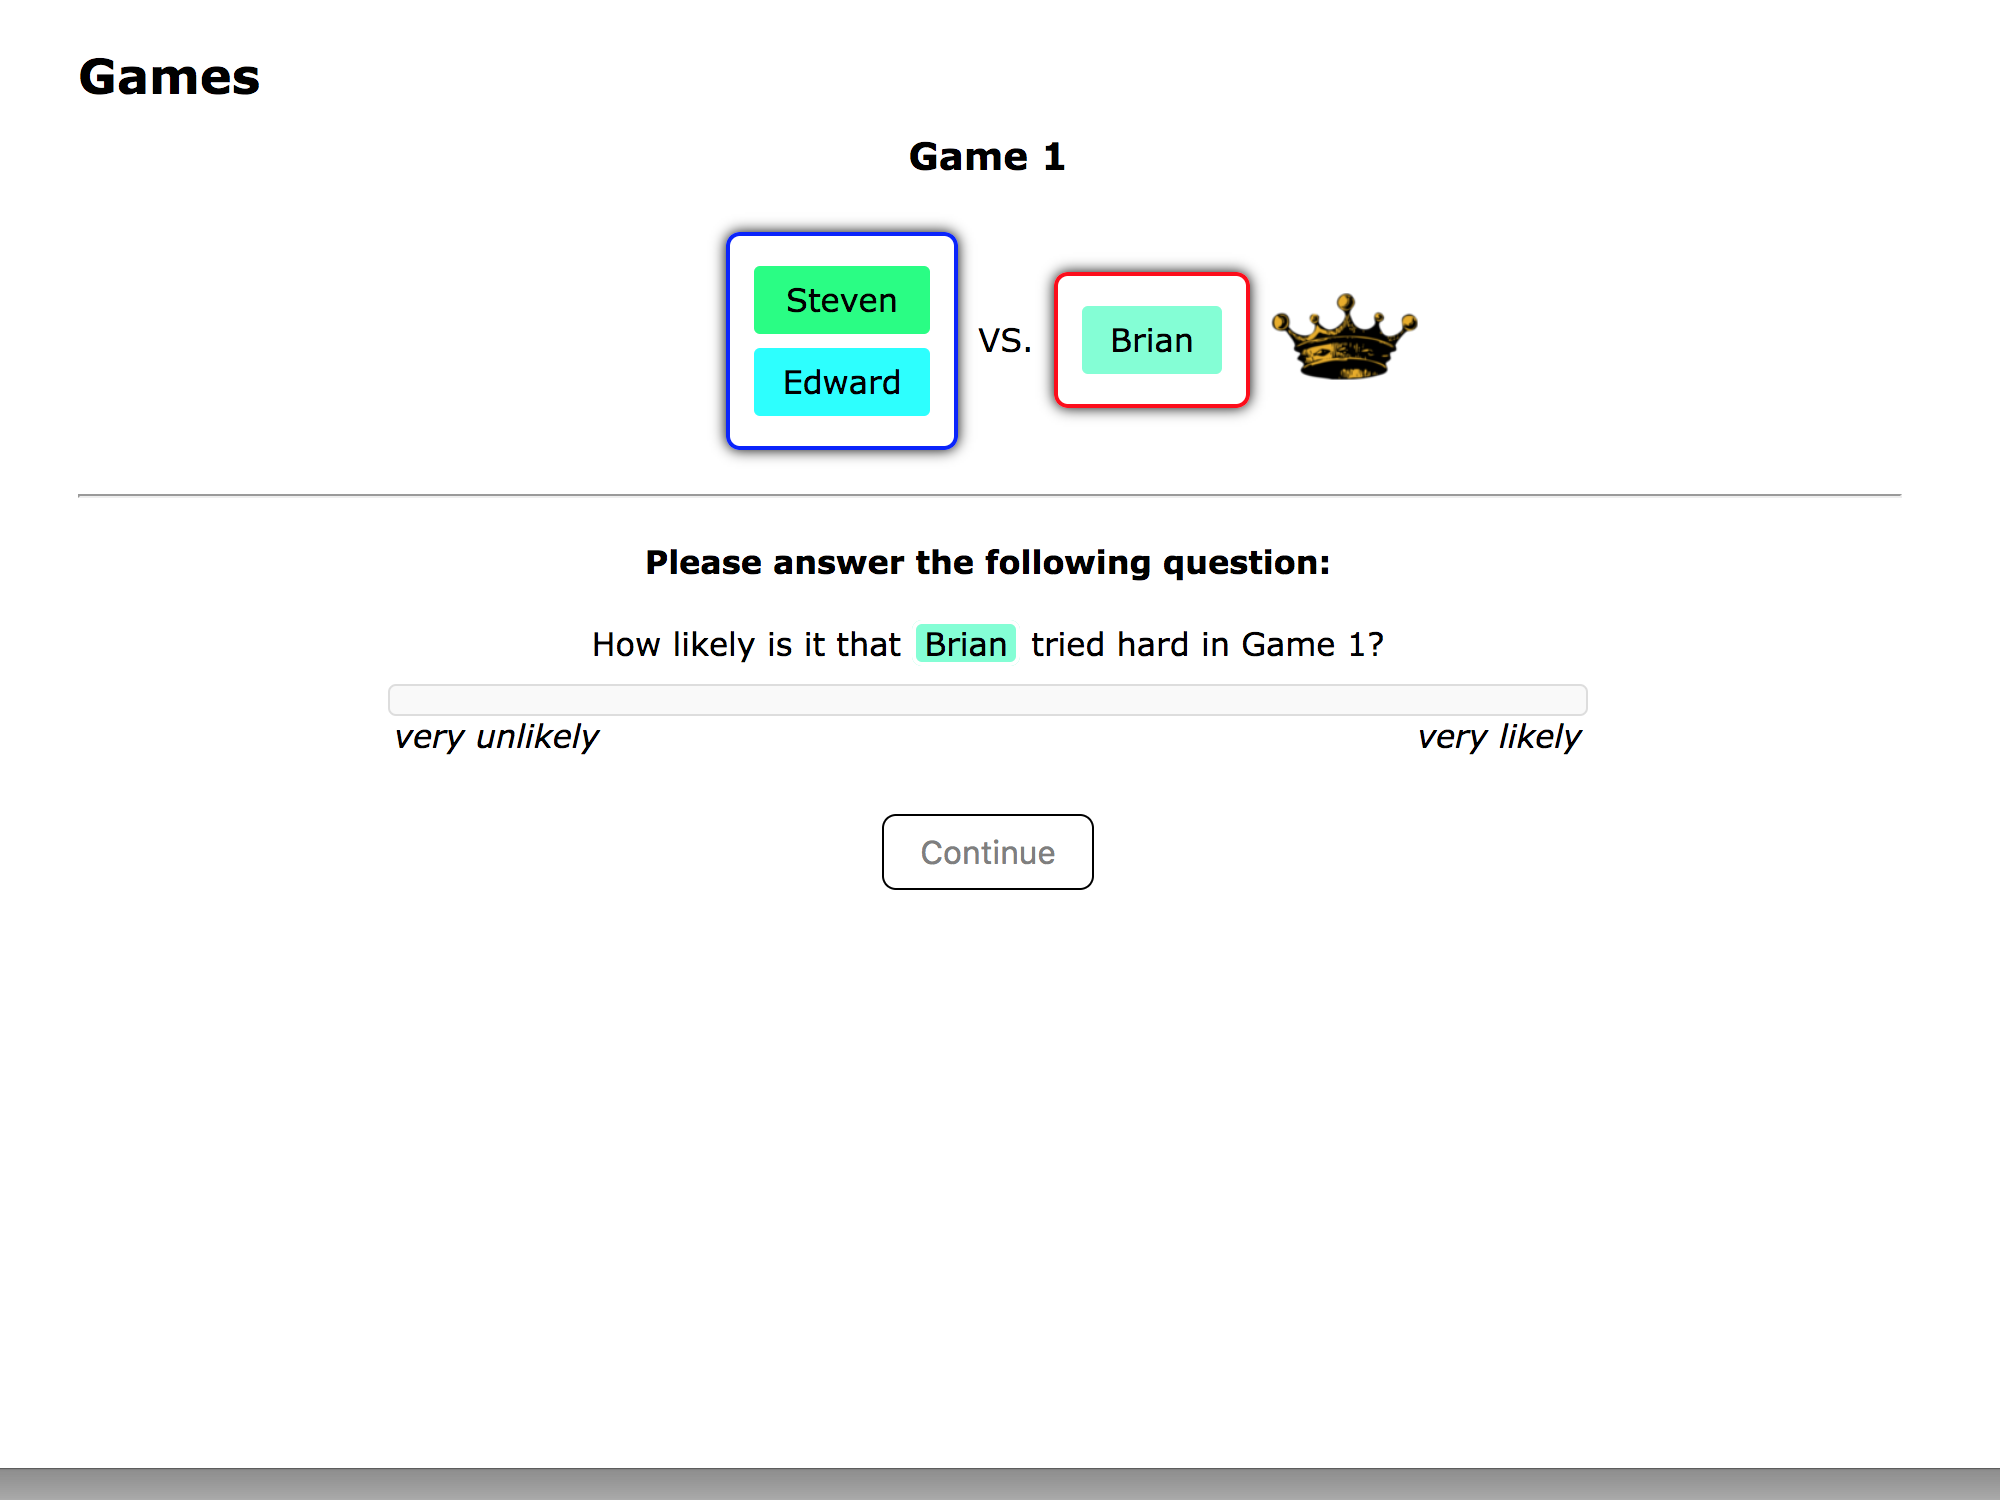 Games
Game 1
Steven
Edward
vs.
Brian
Please answer the following question:
How likely is it that Brian tried hard in Game 1?
very unlikely
very likely
Continue